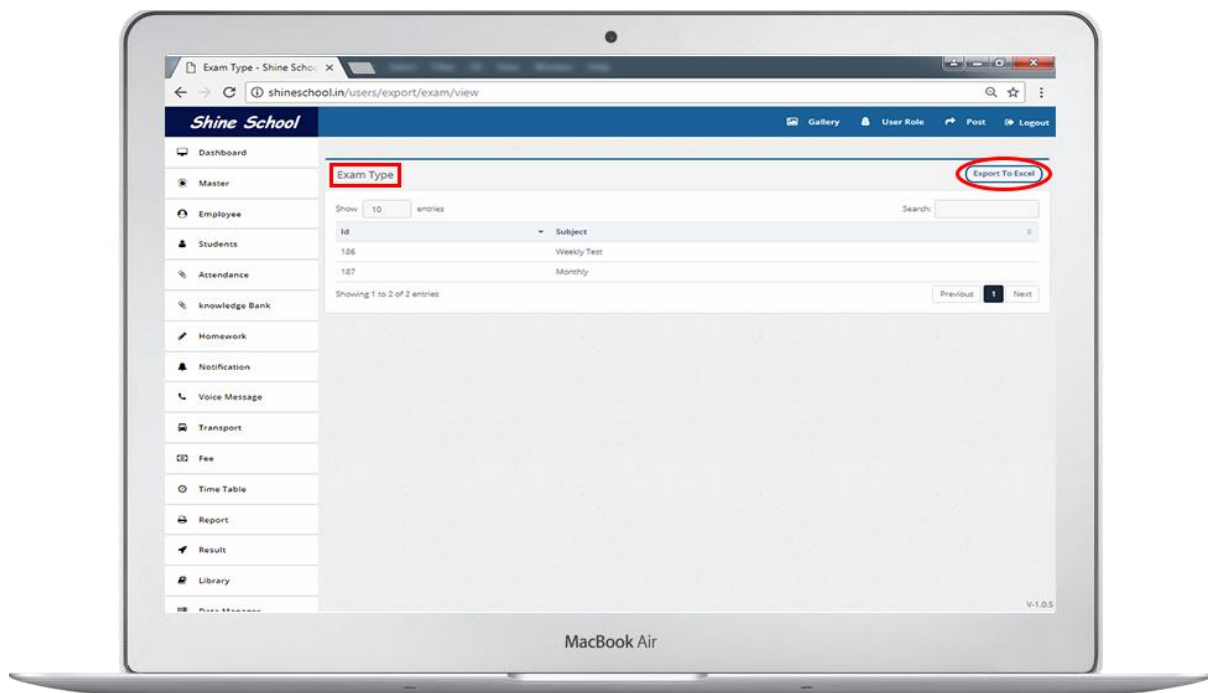 Exam Type - Shine Schoo
shineschool.in/users/export/exam/view
Shine School
Gallery User Role Post Logout
Dashboard
Master
Employee
Students
Attendance
knowledge Bank
Homework
Notification
Voice Message
Transport
Fee
Time Table
Report
Result
Library
Data Manager
Exam Type
Export To Excel
Show 10 entries
Search:
Id Subject
186 Weekly Test
187 Monthly
Showing 1 to 2 of 2 entries
Previous 1 Next
V-1.0.5
MacBook Air